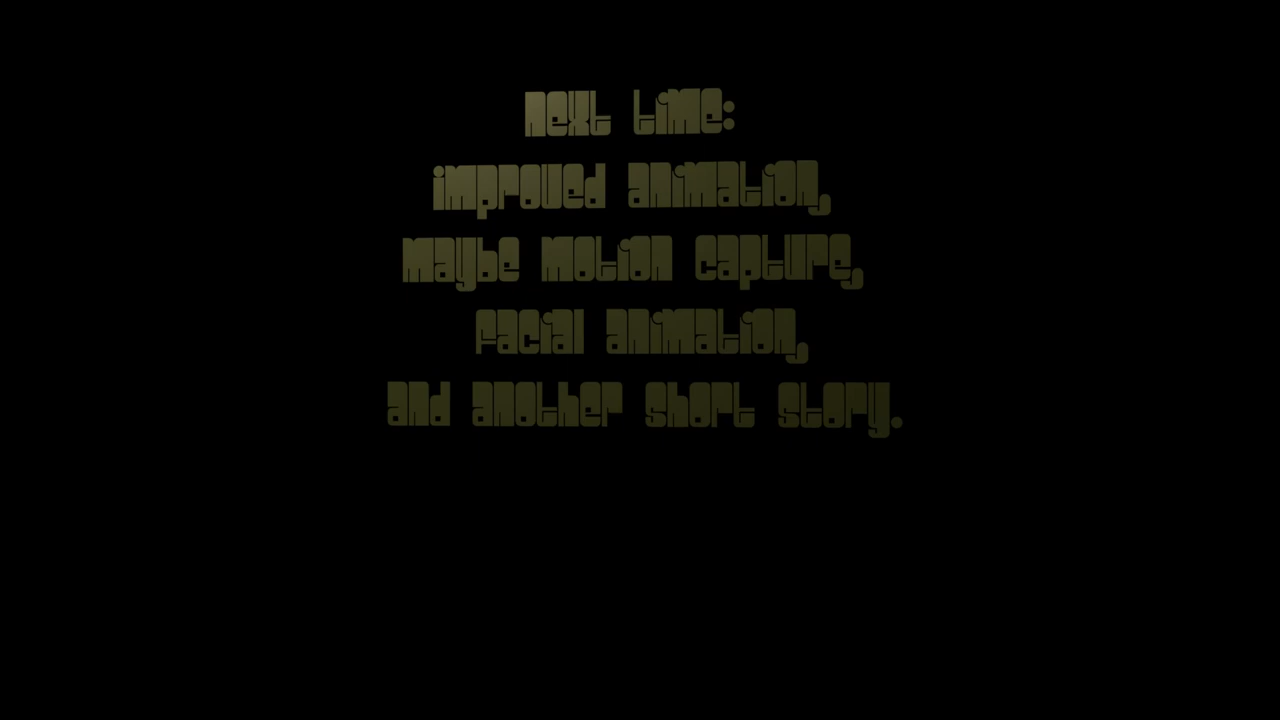 Next time:
improved animation,
Maybe motion capture,
facial animation,
and another short story.